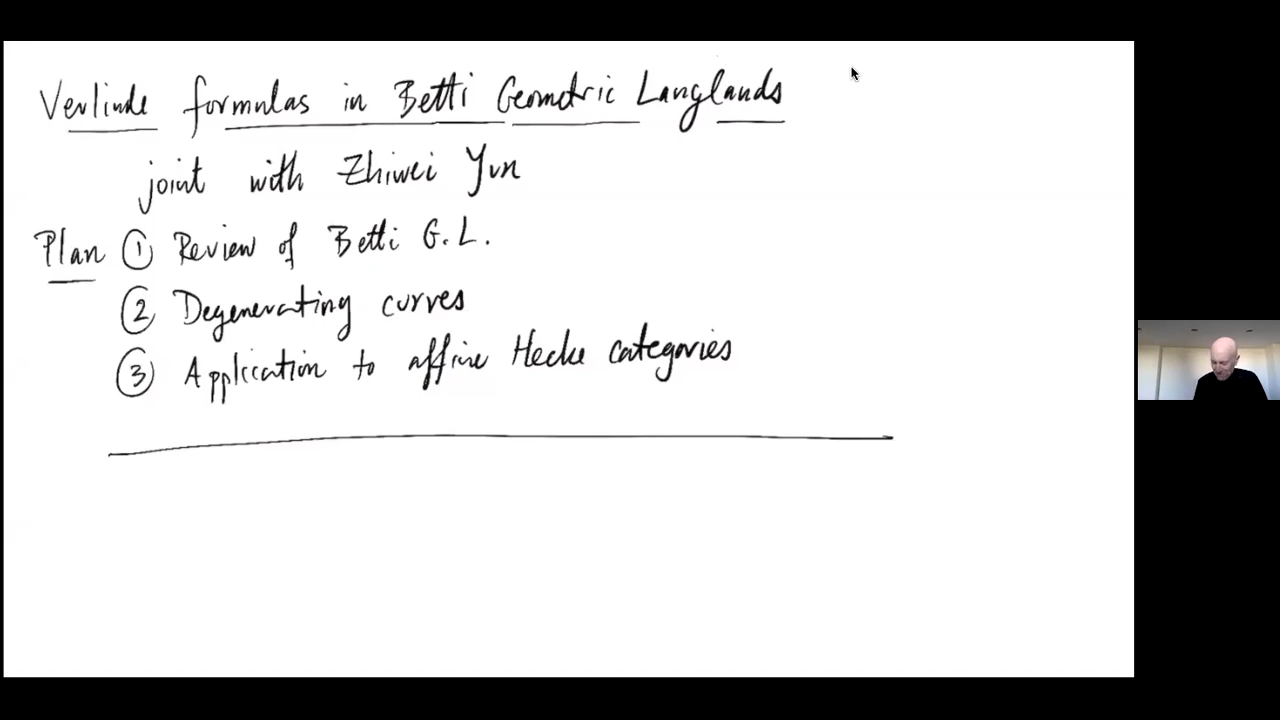 Verlinde formulas in Betti Geometric Langlands
joint with Zhiwei Yun
Plan ① Review of Betti G.L.
② Degenerating curves
③ Application to affine Hecke categories